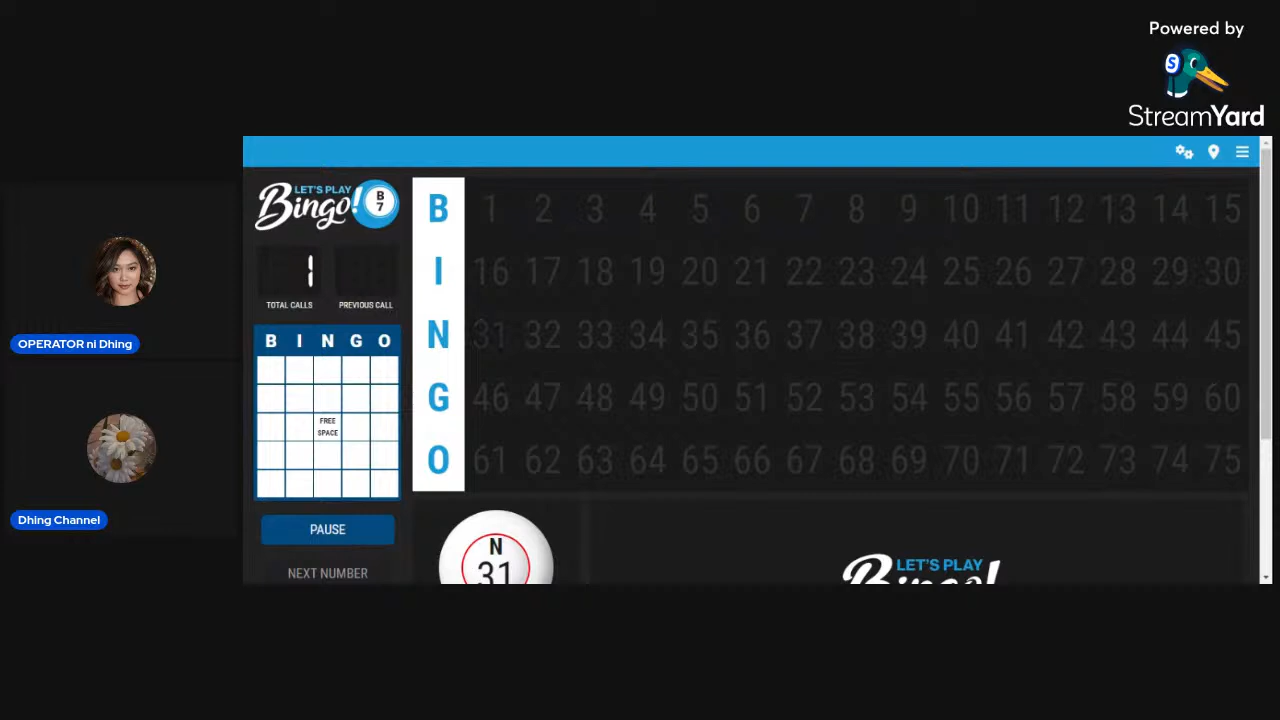 Powered by
StreamYard
S
LET'S PLAY
Bingo!
B
7
1
TOTAL CALLS
PREVIOUS CALL
B I N G O
FREE
SPACE
PAUSE
NEXT NUMBER
B 1 2 3 4 5 6 7 8 9 10 11 12 13 14 15
I 16 17 18 19 20 21 22 23 24 25 26 27 28 29 30
N 31 32 33 34 35 36 37 38 39 40 41 42 43 44 45
G 46 47 48 49 50 51 52 53 54 55 56 57 58 59 60
O 61 62 63 64 65 66 67 68 69 70 71 72 73 74 75
N
31
LET'S PLAY
Bingo!
OPERATOR ni Dhing
Dhing Channel